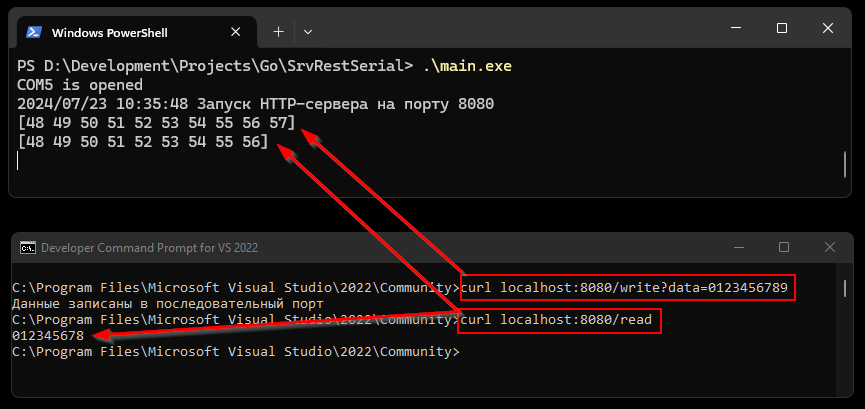 Windows PowerShell
PS D:\Development\Projects\Go\SrvRestSerial> .\main.exe
COM5 is opened
2024/07/23 10:35:48 Запуск HTTP-сервера на порту 8080
[48 49 50 51 52 53 54 55 56 57]
[48 49 50 51 52 53 54 55 56]
Developer Command Prompt for VS 2022
C:\Program Files\Microsoft Visual Studio\2022\Community>curl localhost:8080/write?data=0123456789
Данные записаны в последовательный порт
C:\Program Files\Microsoft Visual Studio\2022\Community>curl localhost:8080/read
012345678
C:\Program Files\Microsoft Visual Studio\2022\Community>